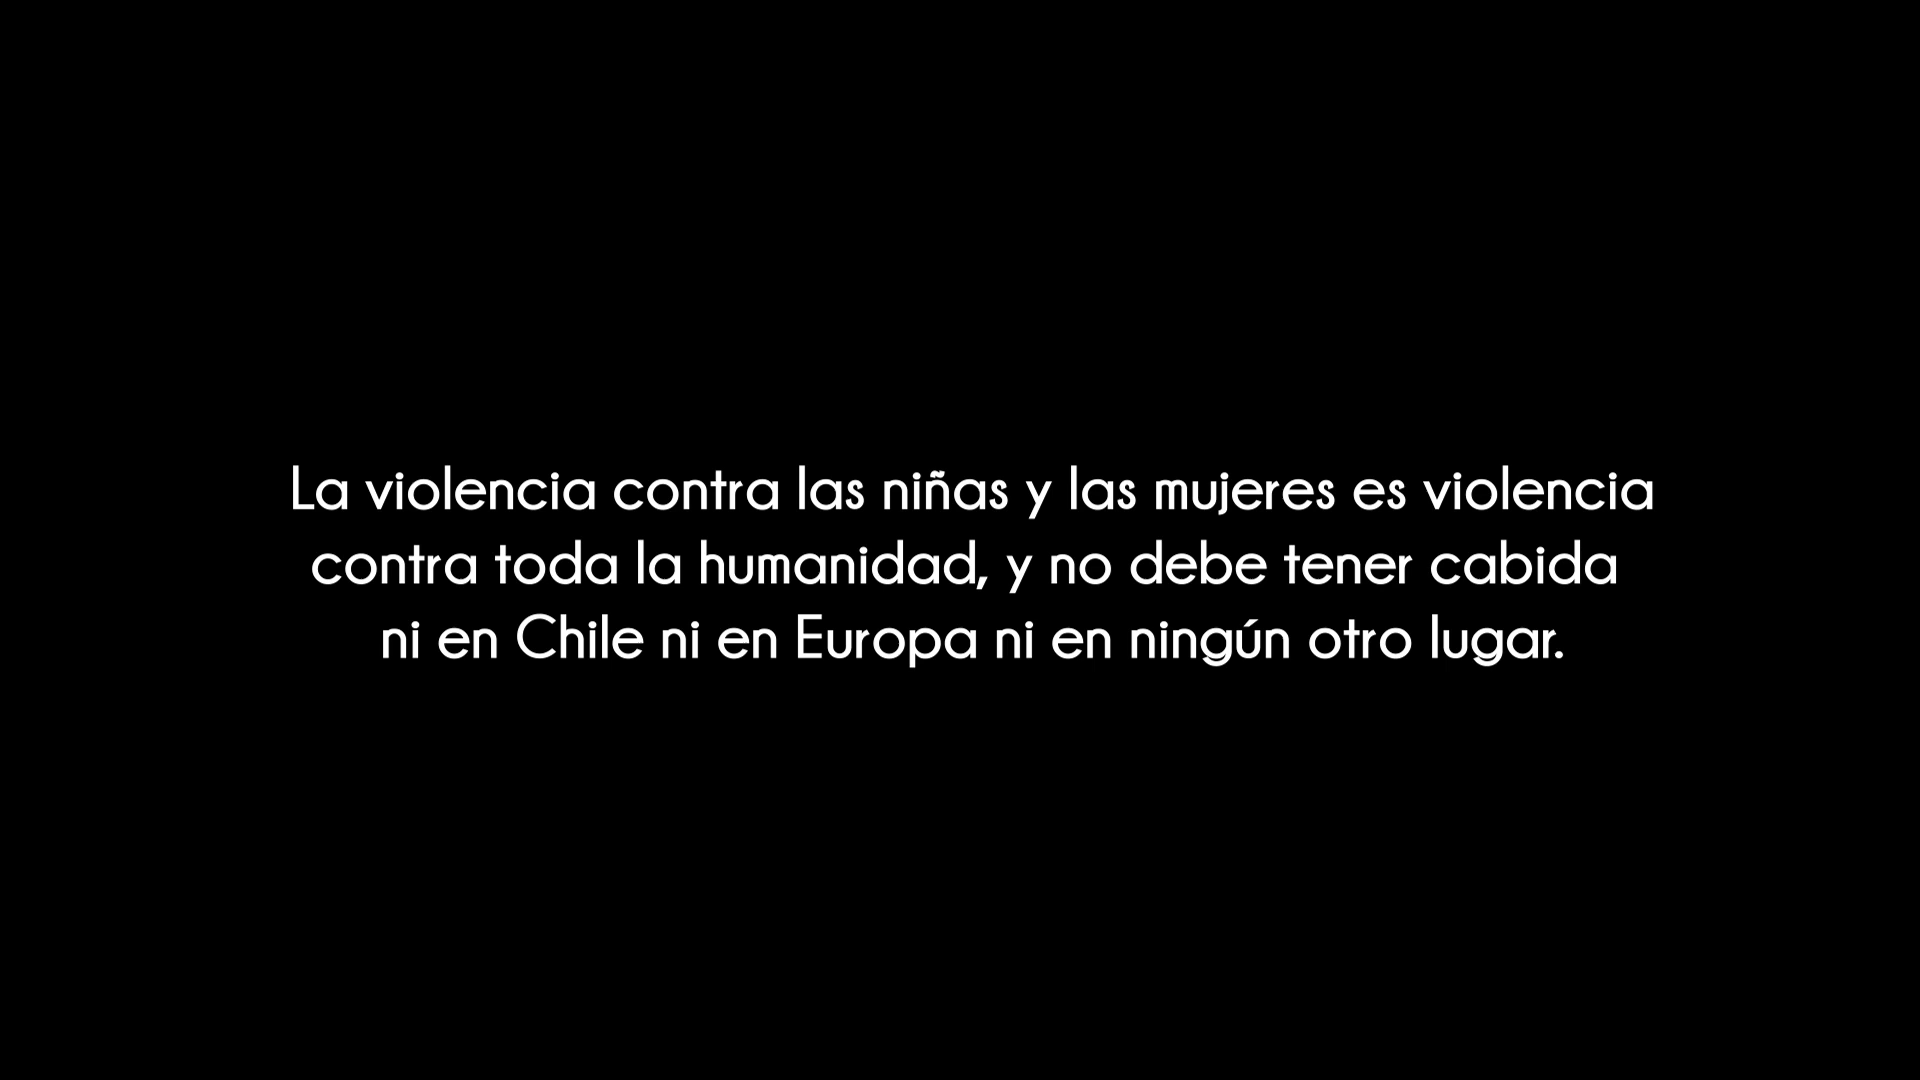 La violencia contra las niñas y las mujeres es violencia
contra toda la humanidad, y no debe tener cabida
ni en Chile ni en Europa ni en ningún otro lugar.